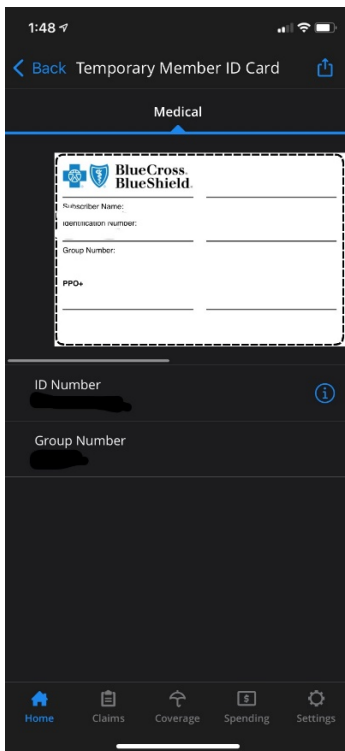 1:48
Back Temporary Member ID Card
Medical
BlueCross
BlueShield.
Subscriber Name:
Identification Number:
Group Number:
PPO+
ID Number
Group Number
Home Claims Coverage Spending Settings